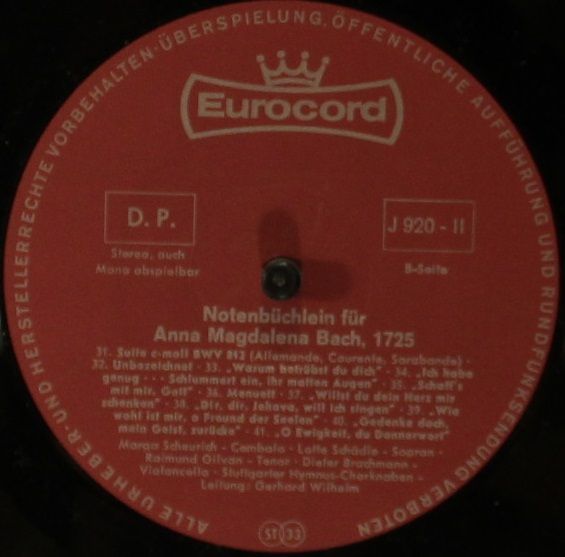 ALLE URHEBER- UND HERSTELLERRECHTE VORBEHALTEN·ÜBERSPIELUNG, ÖFFENTLICHE AUFFÜHRUNG UND RUNDFUNKSENDUNG VERBOTEN
Eurocord
D. P.
J 920 - II
Stereo, auch
Mono abspielbar
B-Seite
Notenbüchlein für
Anna Magdalena Bach, 1725
31. Suite c-moll BWV 812 (Allemande, Courente, Sarabande) ·
32. Unbezeichnet · 33. „Warum betrübst du dich" · 34. „Ich habe
genug · · · Schlummert ein, ihr matten Augen" · 35. „Schaff's
mit mir, Gott" · 36. Menuett · 37. „Willst du dein Herz mir
schenken" · 38. „Dir, dir, Jehova, will ich singen" · 39. „Wie
wohl ist mir, o Freund der Seelen" · 40. „Gedenke doch,
mein Geist, zurücke" · 41. „O Ewigkeit, du Donnerwort"
Marga Scheurich - Cembalo · Lotte Schädle - Sopran ·
Raimund Gilvan - Tenor · Dieter Brachmann -
Violoncello · Stuttgarter Hymnus-Chorknaben ·
Leitung: Gerhard Wilhelm
ST 33